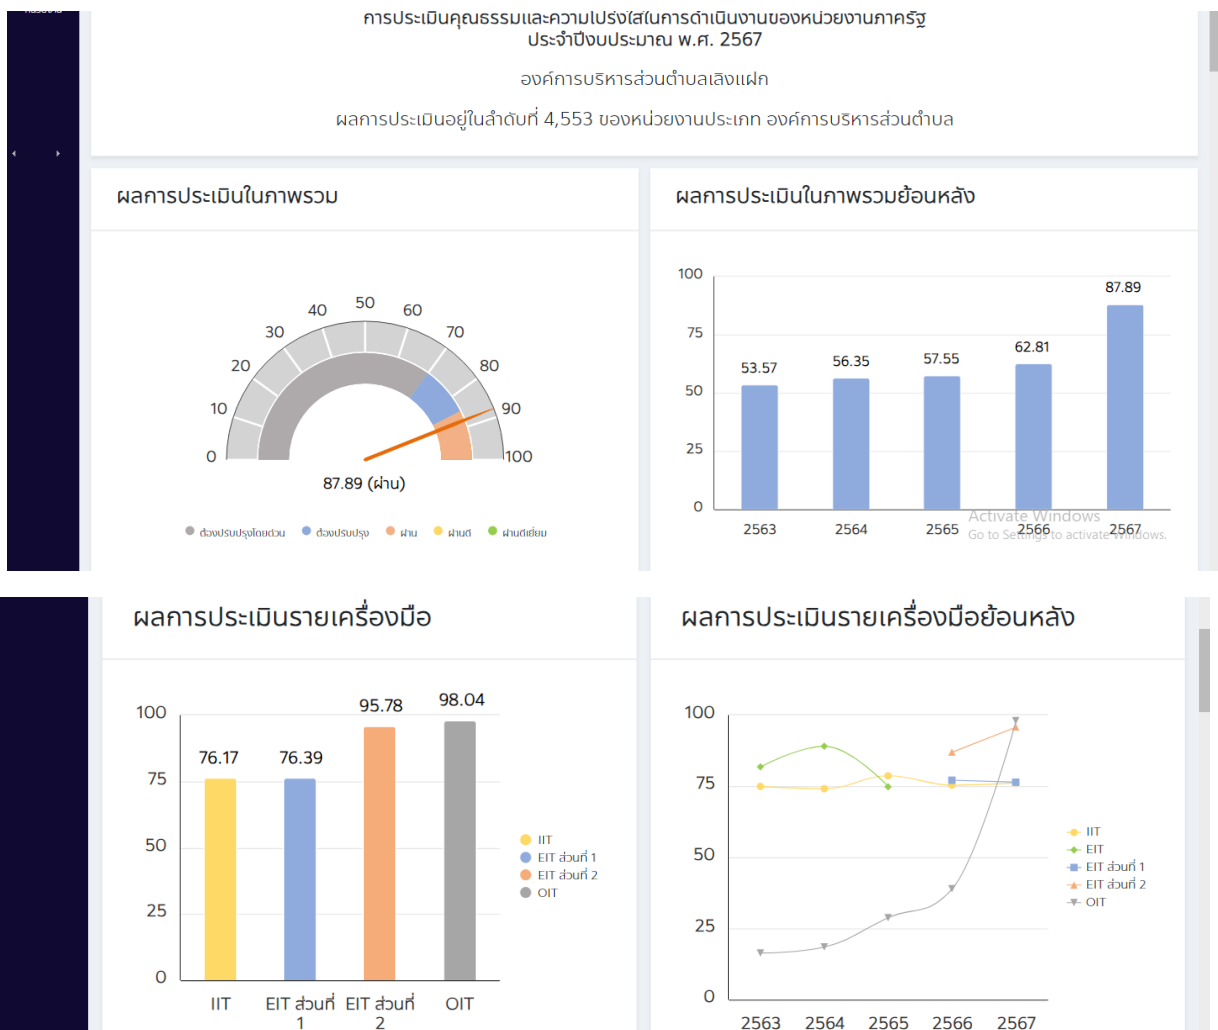 การประเมินคุณธรรมและความโปร่งใสในการดำเนินงานของหน่วยงานภาครัฐ
ประจำปีงบประมาณ พ.ศ. 2567
องค์การบริหารส่วนตำบลเลิงแฝก
ผลการประเมินอยู่ในลำดับที่ 4,553 ของหน่วยงานประเภท องค์การบริหารส่วนตำบล
ผลการประเมินในภาพรวม
0
10
20
30
40
50
60
70
80
90
100
87.89 (ผ่าน)
ต้องปรับปรุงโดยด่วน ต้องปรับปรุง ผ่าน ผ่านดี ผ่านดีเยี่ยม
ผลการประเมินในภาพรวมย้อนหลัง
100
75
50
25
0
53.57
56.35
57.55
62.81
87.89
2563 2564 2565 2566 2567
Activate Windows
Go to Settings to activate Windows.
ผลการประเมินรายเครื่องมือ
100
75
50
25
0
76.17
76.39
95.78
98.04
IIT
EIT ส่วนที่ 1
EIT ส่วนที่ 2
OIT
IIT
EIT ส่วนที่ 1
EIT ส่วนที่ 2
OIT
ผลการประเมินรายเครื่องมือย้อนหลัง
100
75
50
25
0
2563 2564 2565 2566 2567
IIT
EIT
EIT ส่วนที่ 1
EIT ส่วนที่ 2
OIT